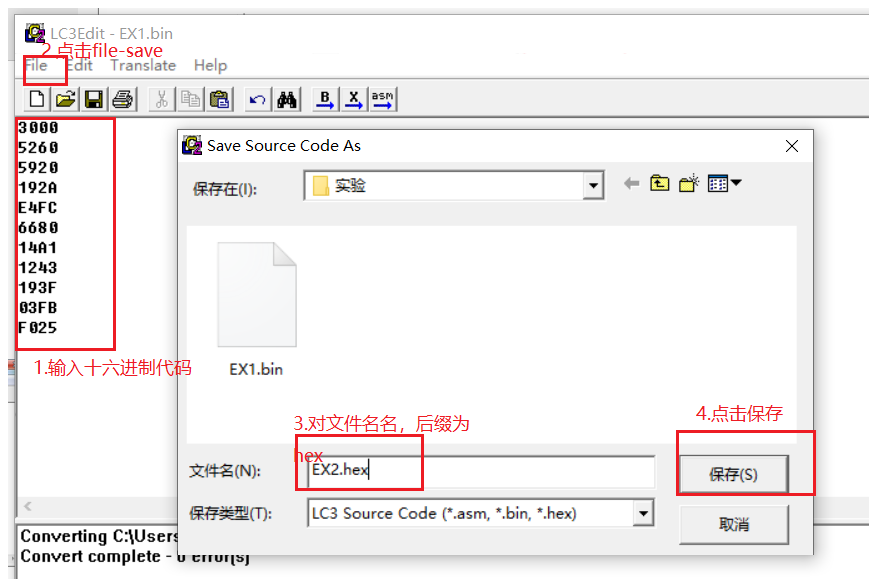 LC3Edit - EX1.bin
2.点击file-save
File Edit Translate Help
B X asm
3000
5260
5920
192A
E4FC
6680
14A1
1243
193F
03FB
F025
1.输入十六进制代码
Save Source Code As
保存在(I):
实验
EX1.bin
3.对文件名名，后缀为
hex
4.点击保存
文件名(N):
EX2.hex
保存(S)
保存类型(T):
LC3 Source Code (*.asm, *.bin, *.hex)
取消
Converting C:\Users
Convert complete - 0 error(s)